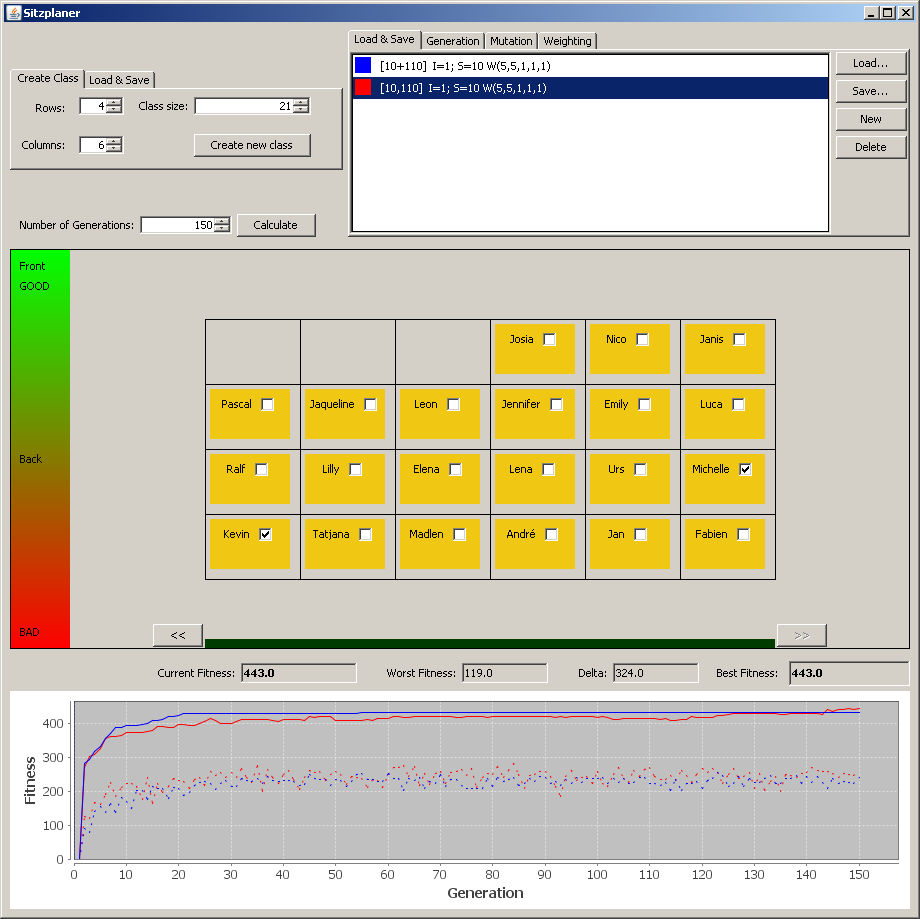 Sitzplaner
Create Class Load & Save
Rows: 4 Class size: 21
Columns: 6 Create new class
Number of Generations: 150 Calculate
Load & Save Generation Mutation Weighting
[10+110] I=1; S=10 W(5,5,1,1,1)
[10,110] I=1; S=10 W(5,5,1,1,1)
Load...
Save...
New
Delete
Front
GOOD
Back
BAD
Josia Nico Janis
Pascal Jaqueline Leon Jennifer Emily Luca
Ralf Lilly Elena Lena Urs Michelle
Kevin Tatjana Madlen André Jan Fabien
<< >>
Current Fitness: 443.0 Worst Fitness: 119.0 Delta: 324.0 Best Fitness: 443.0
Fitness
400
300
200
100
0
0 10 20 30 40 50 60 70 80 90 100 110 120 130 140 150
Generation